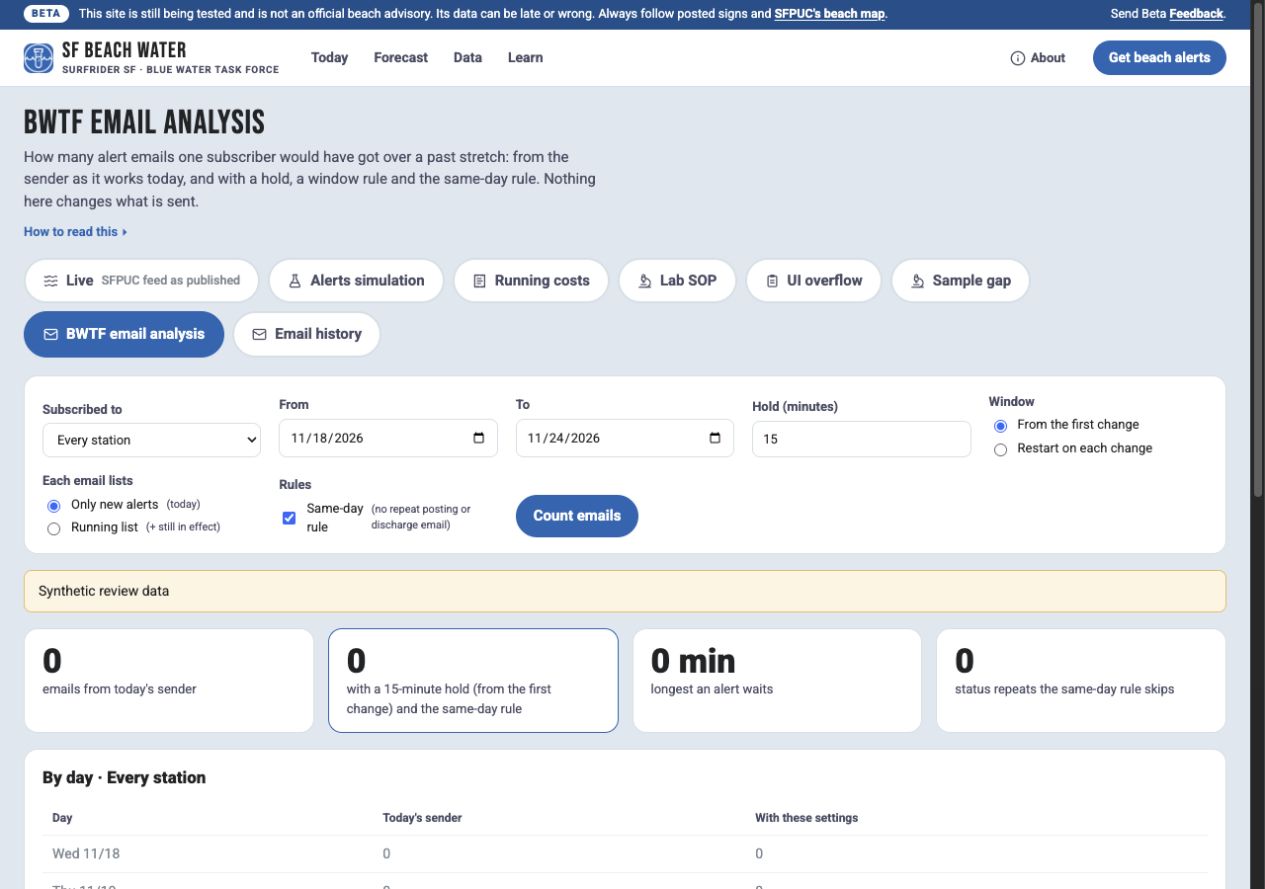 BETA This site is still being tested and is not an official beach advisory. Its data can be late or wrong. Always follow posted signs and SFPUC's beach map. Send Beta Feedback.
SF BEACH WATER
SURFRIDER SF · BLUE WATER TASK FORCE
Today Forecast Data Learn
About
Get beach alerts
BWTF EMAIL ANALYSIS
How many alert emails one subscriber would have got over a past stretch: from the
sender as it works today, and with a hold, a window rule and the same-day rule. Nothing
here changes what is sent.
How to read this
Live SFPUC feed as published Alerts simulation Running costs Lab SOP UI overflow Sample gap
BWTF email analysis Email history
Subscribed to
Every station
From
11/18/2026
To
11/24/2026
Hold (minutes)
15
Window
From the first change
Restart on each change
Each email lists
Only new alerts (today)
Running list (+ still in effect)
Rules
Same-day rule
(no repeat posting or discharge email)
Count emails
Synthetic review data
0
emails from today's sender
0
with a 15-minute hold (from the first
change) and the same-day rule
0 min
longest an alert waits
0
status repeats the same-day rule skips
By day · Every station
Day Today's sender With these settings
Wed 11/18 0 0